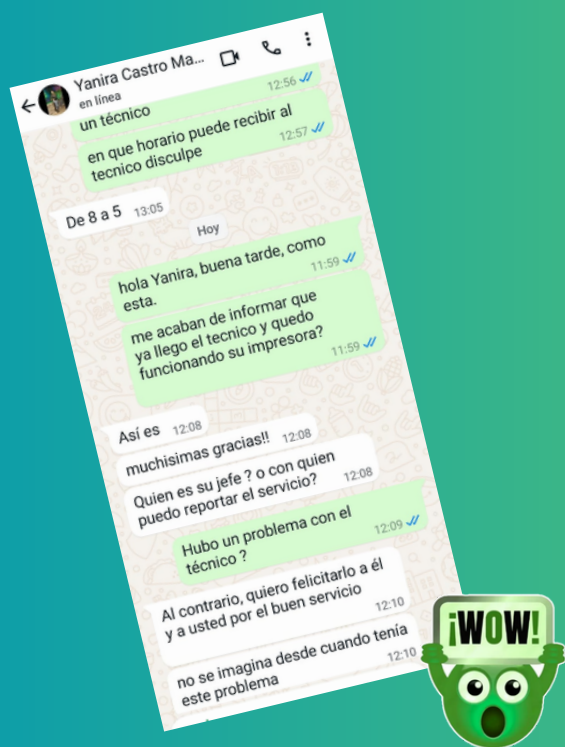 Yanira Castro Ma...
en línea
un técnico
12:56
en que horario puede recibir al
tecnico disculpe
12:57
De 8 a 5 13:05
Hoy
hola Yanira, buena tarde, como
esta.
11:59
me acaban de informar que
ya llego el tecnico y quedo
funcionando su impresora?
11:59
Así es 12:08
muchisimas gracias!! 12:08
Quien es su jefe ? o con quien
puedo reportar el servicio? 12:08
Hubo un problema con el
técnico ? 12:09
Al contrario, quiero felicitarlo a él
y a usted por el buen servicio
12:10
no se imagina desde cuando tenía
este problema 12:10
¡WOW!